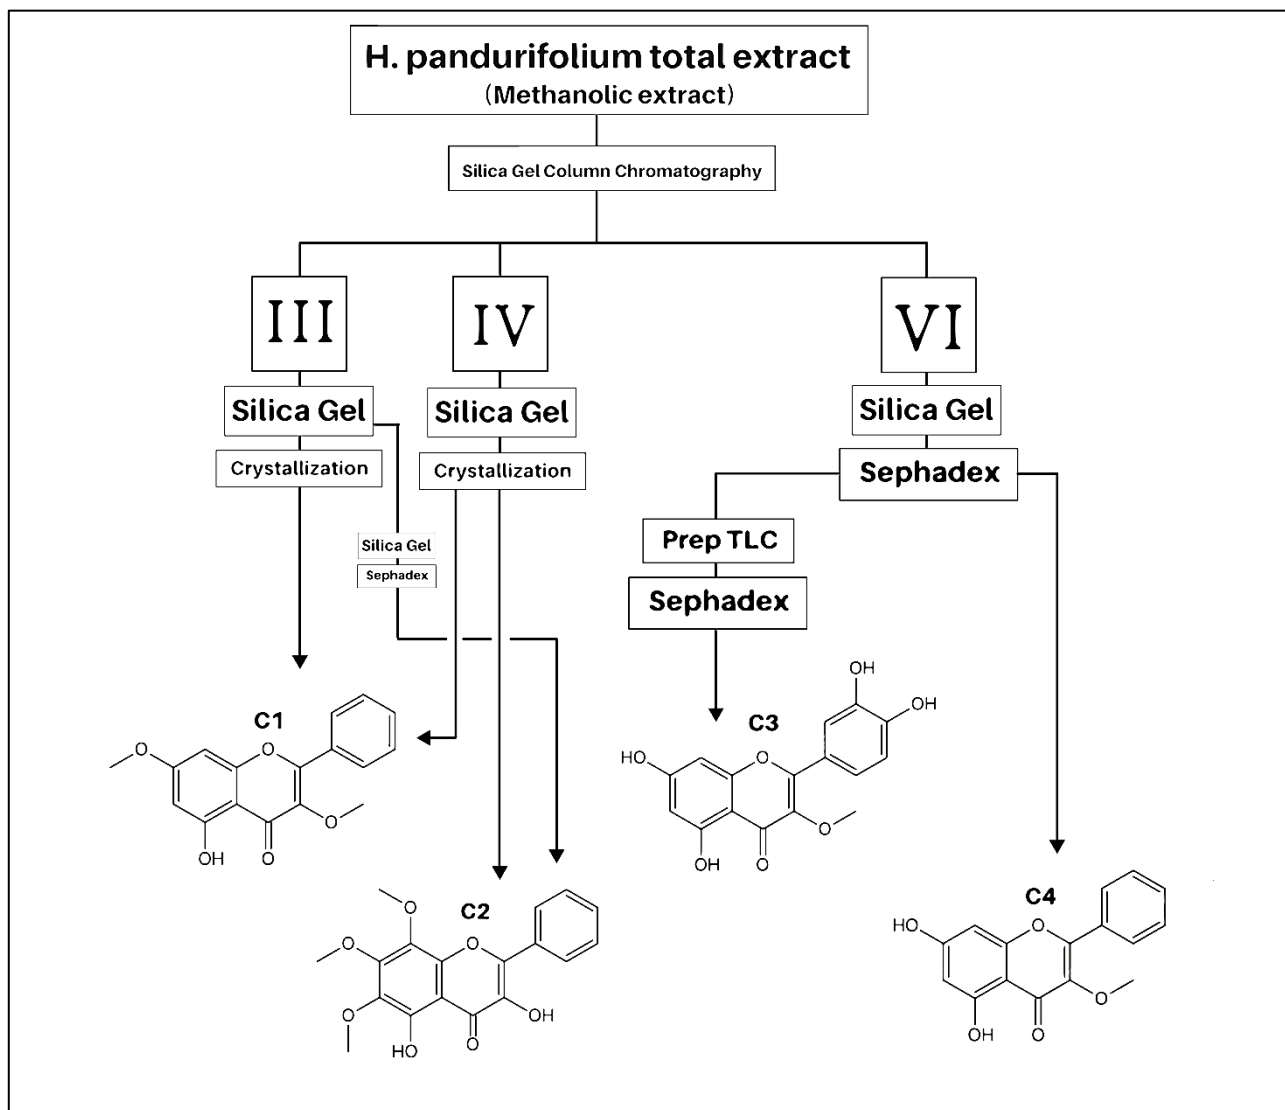 H. pandurifolium total extract
(Methanolic extract)
Silica Gel Column Chromatography
III
IV
VI
Silica Gel
Silica Gel
Silica Gel
Crystallization
Crystallization
Sephadex
Silica Gel
Sephadex
Prep TLC
Sephadex
C1
O
O
O
OH
O
C3
OH
OH
HO
O
O
OH
O
C2
O
O
O
O
OH
HO
O
C4
HO
O
O
OH
O